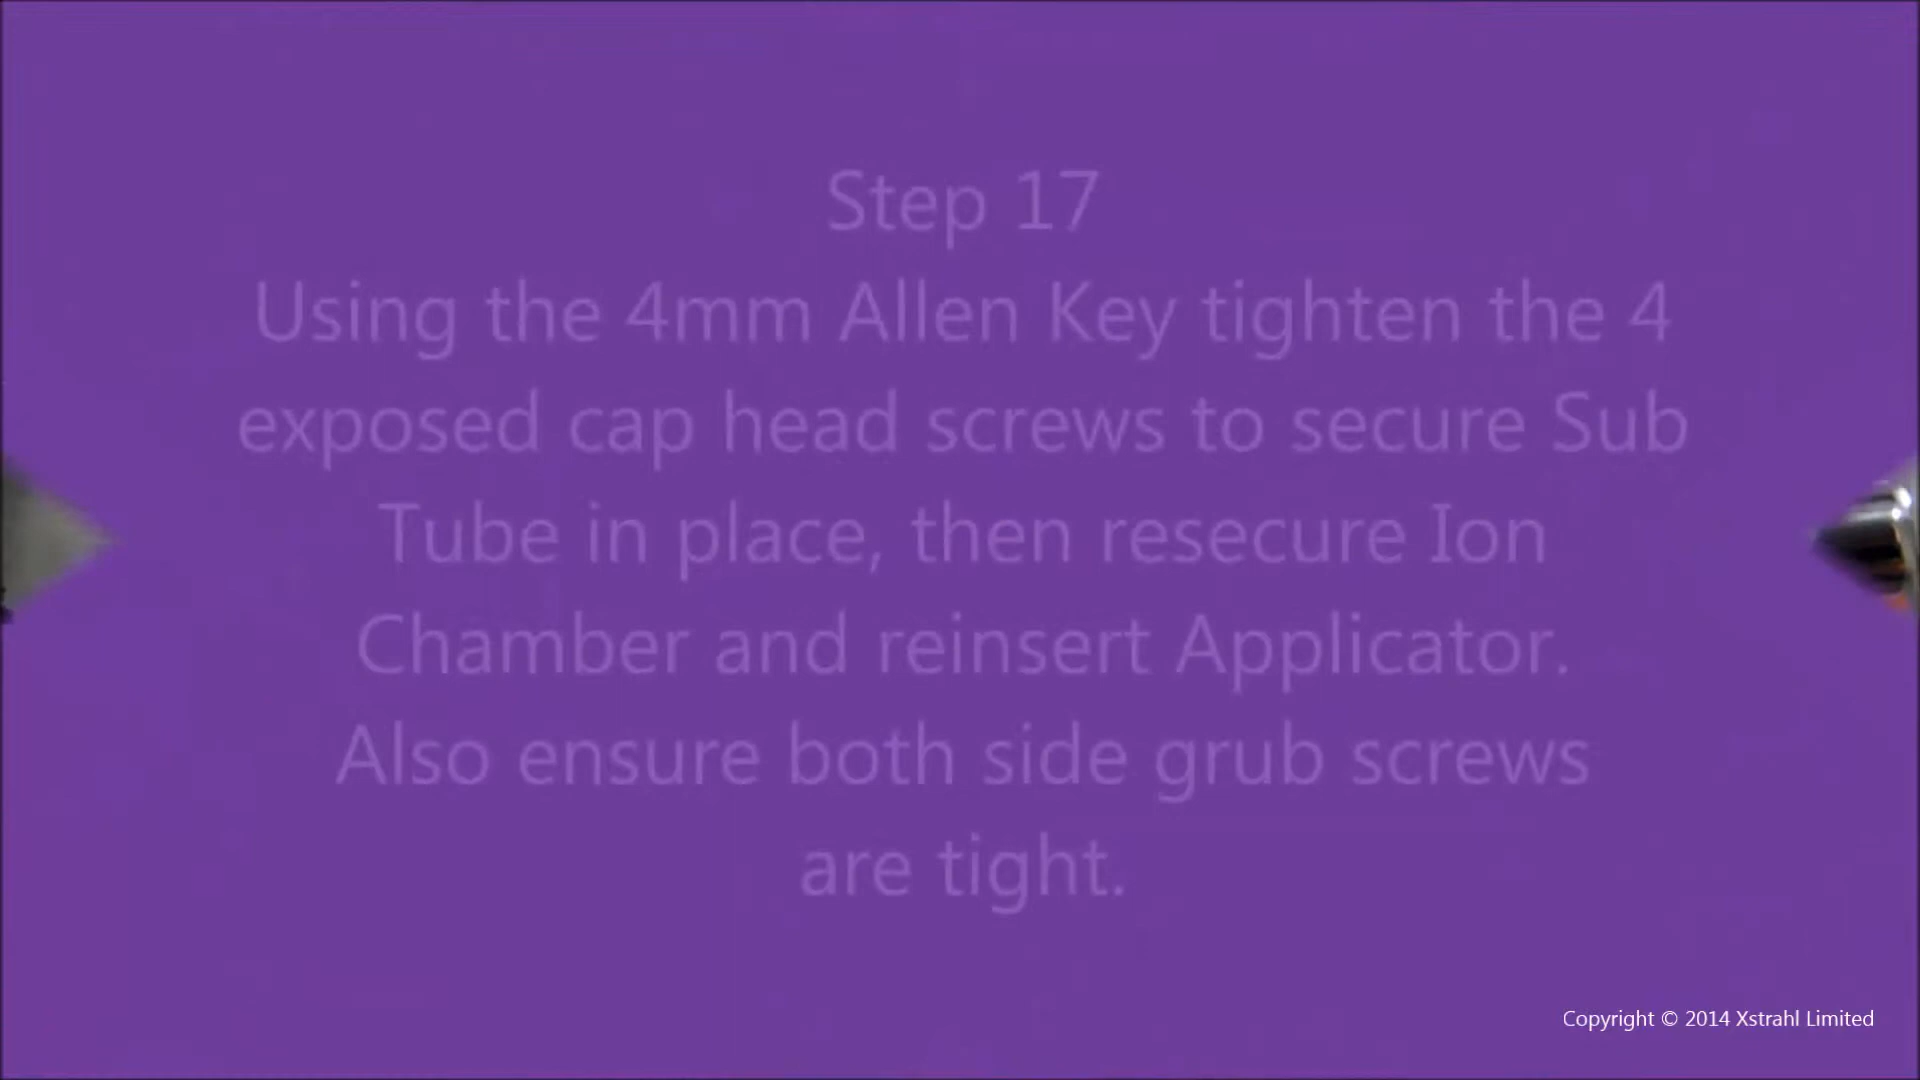 Step 17
Using the 4mm Allen Key tighten the 4
exposed cap head screws to secure Sub
Tube in place, then resecure Ion
Chamber and reinsert Applicator.
Also ensure both side grub screws
are tight.
Copyright © 2014 Xstrahl Limited